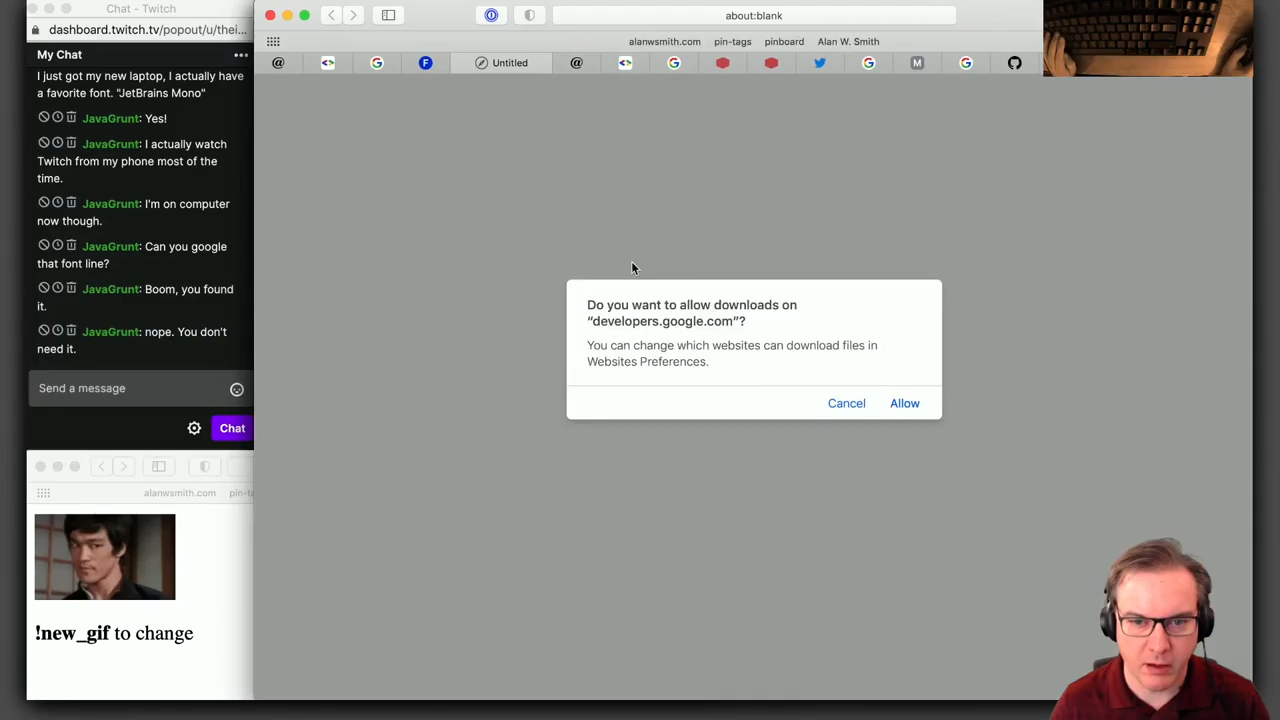 Chat - Twitch
dashboard.twitch.tv/popout/u/thei...
My Chat
I just got my new laptop, I actually have
a favorite font. "JetBrains Mono"
JavaGrunt: Yes!
JavaGrunt: I actually watch
Twitch from my phone most of the
time.
JavaGrunt: I'm on computer
now though.
JavaGrunt: Can you google
that font line?
JavaGrunt: Boom, you found
it.
JavaGrunt: nope. You don't
need it.
Send a message
Chat
alanwsmith.com pin-ta
!new_gif to change
about:blank
alanwsmith.com pin-tags pinboard Alan W. Smith
@ G F Untitled @ G G M G
Do you want to allow downloads on
“developers.google.com”?
You can change which websites can download files in
Websites Preferences.
Cancel Allow